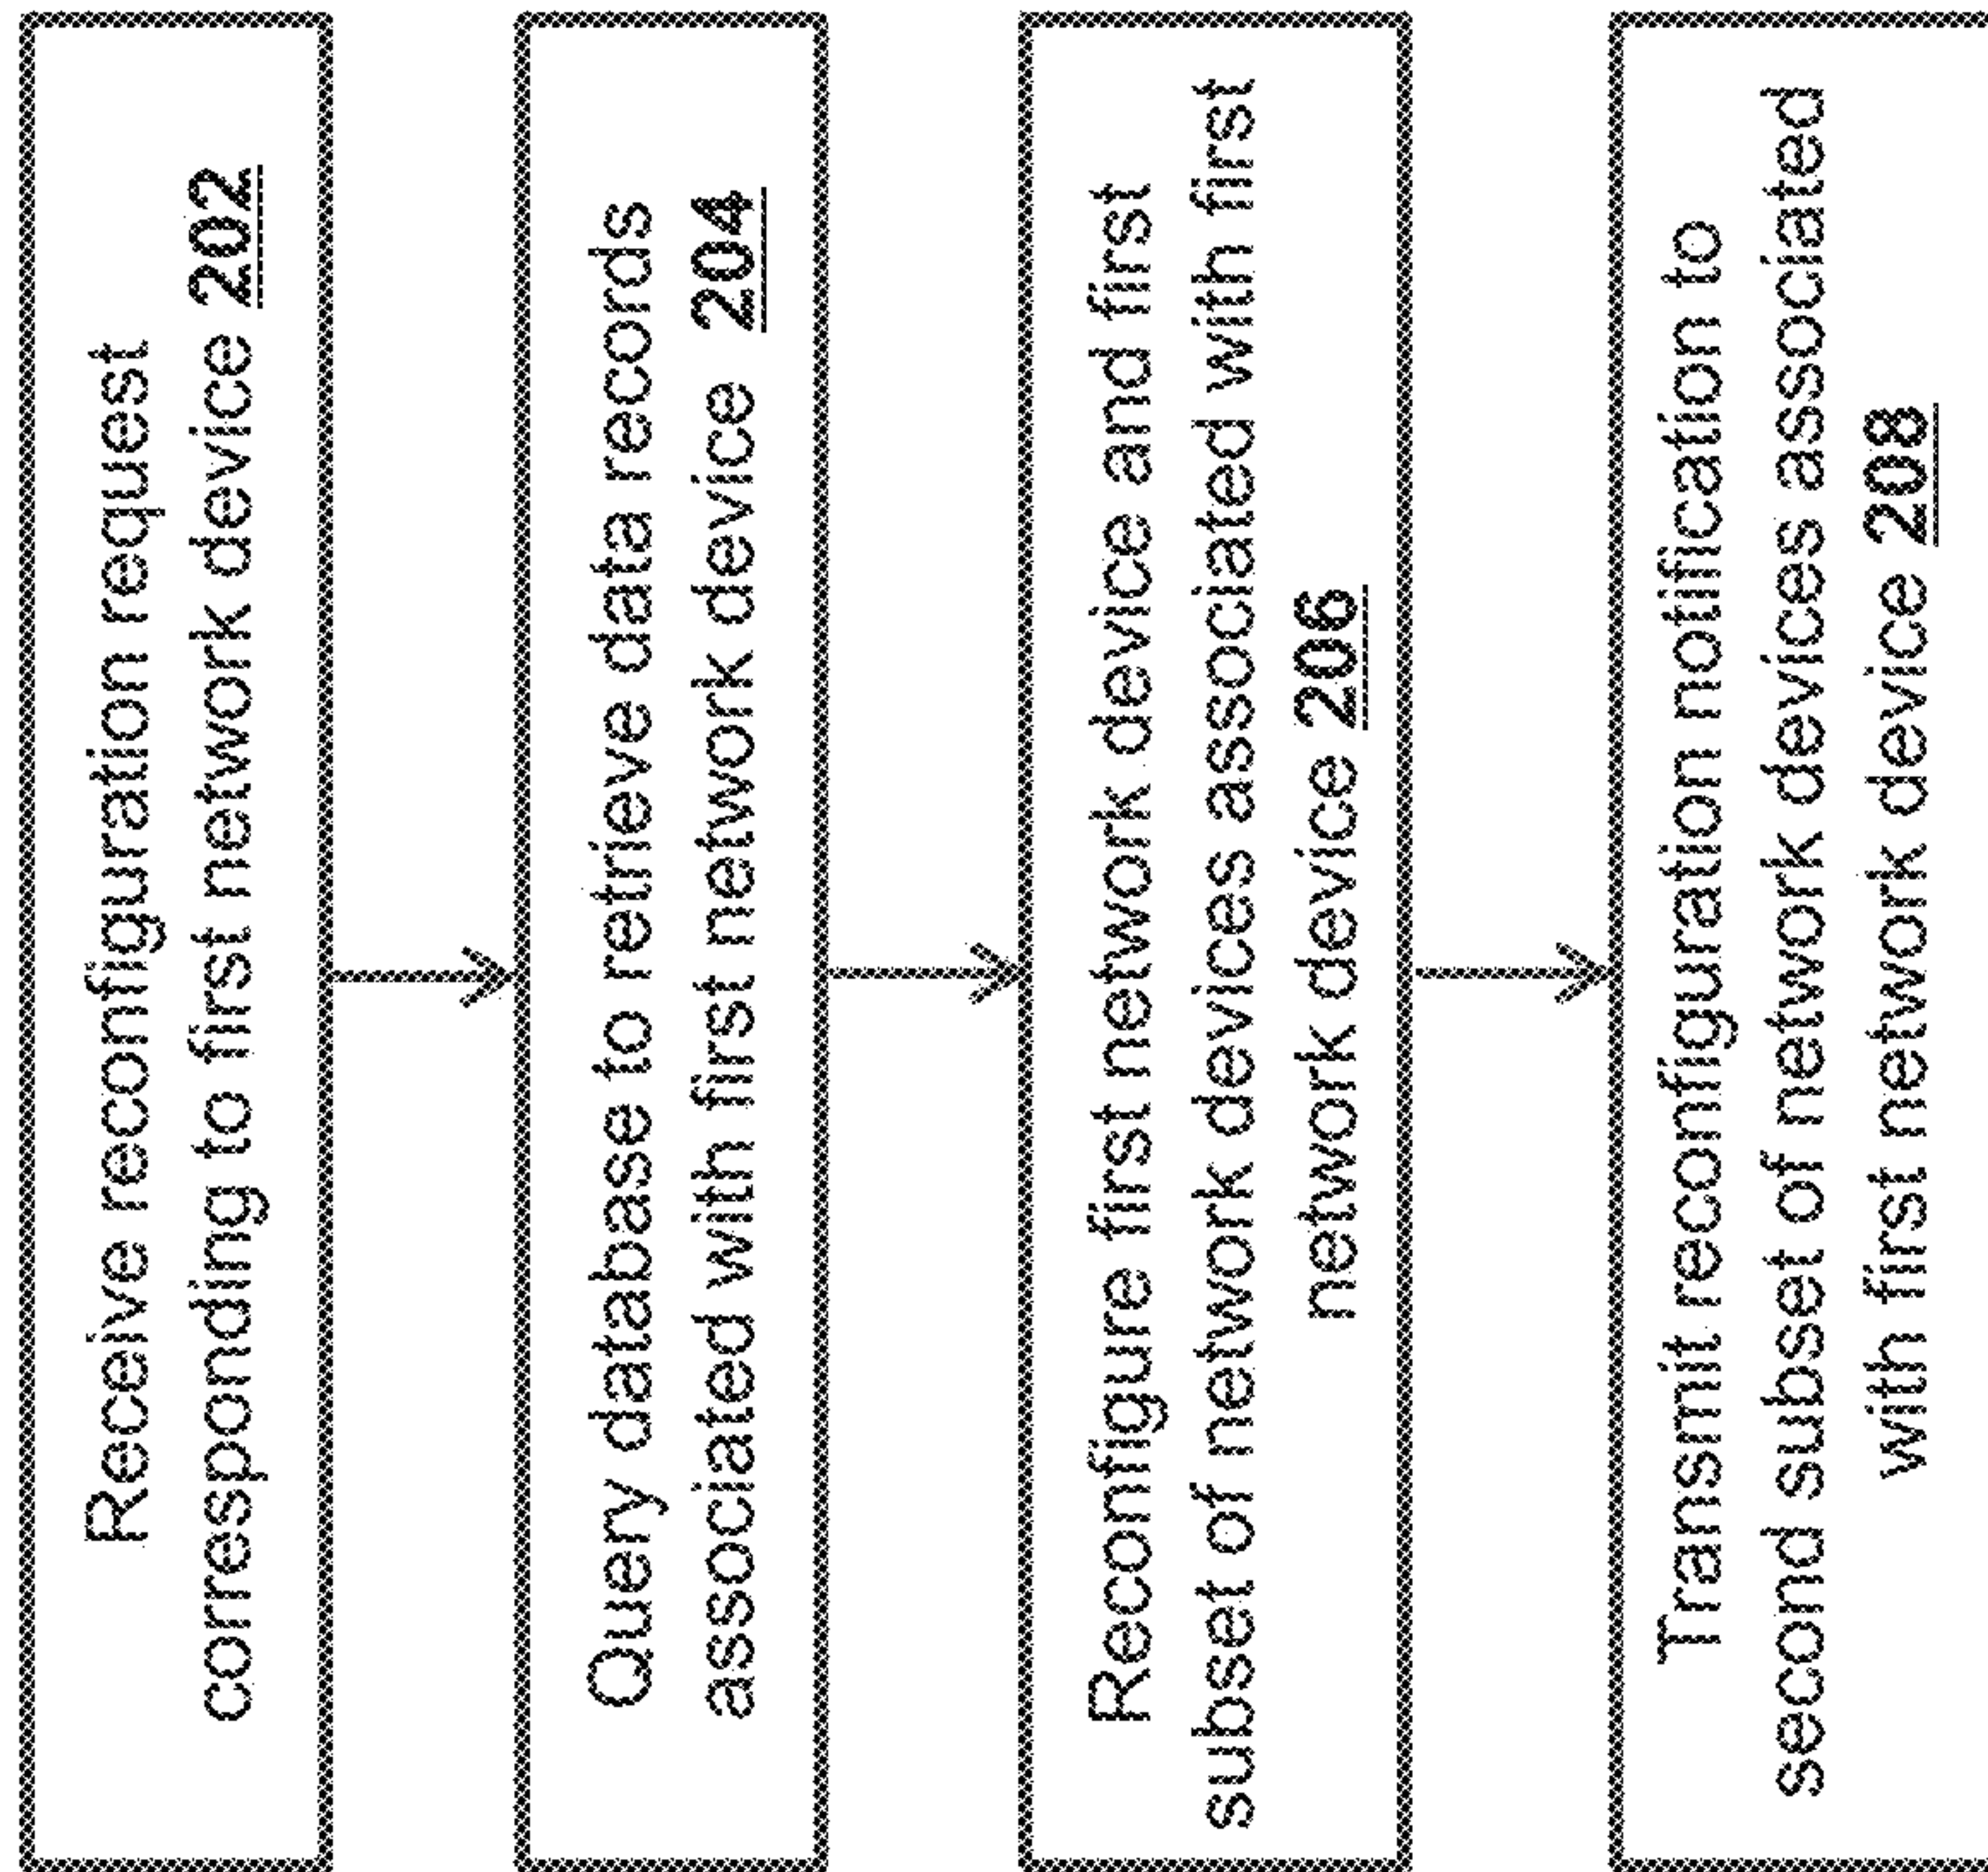 Receive reconfiguration request
corresponding to first network device 202
Query database to retrieve data records
associated with first network device 204
Reconfigure first network device and first
subset of network devices associated with first
network device 206
Transmit reconfiguration notification to
second subset of network devices associated
with first network device 208